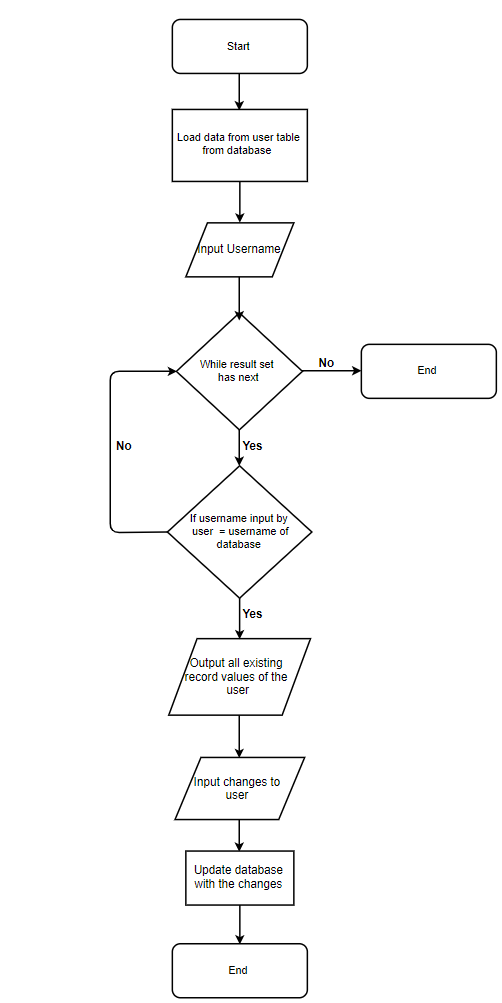 Start
Load data from user table
from database
Input Username
While result set
has next
No
End
Yes
No
If username input by
user = username of
database
Yes
Output all existing
record values of the
user
Input changes to
user
Update database
with the changes
End